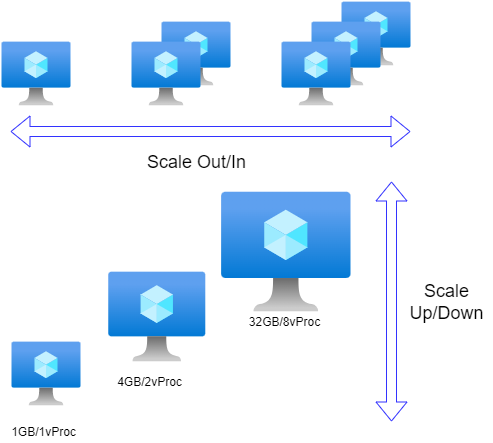 Scale Out/In
Scale
Up/Down
32GB/8vProc
4GB/2vProc
1GB/1vProc